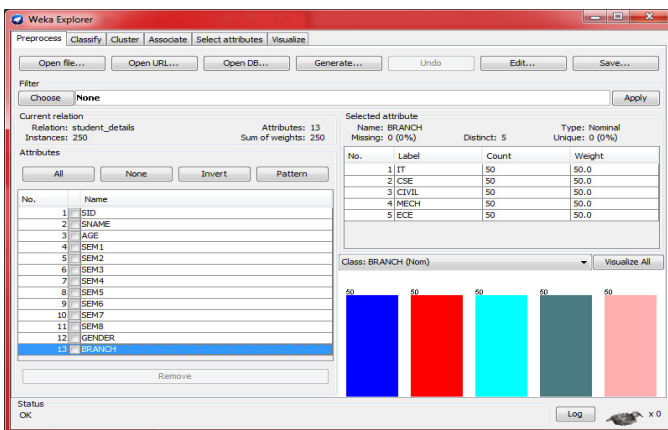 Weka Explorer
Preprocess Classify Cluster Associate Select attributes Visualize
Open file... Open URL... Open DB... Generate... Undo Edit... Save...
Filter
Choose None Apply
Current relation
Relation: student_details Attributes: 13
Instances: 250 Sum of weights: 250
Attributes
All None Invert Pattern
No. Name
1 SID
2 SNAME
3 AGE
4 SEM1
5 SEM2
6 SEM3
7 SEM4
8 SEM5
9 SEM6
10 SEM7
11 SEM8
12 GENDER
13 BRANCH
Remove
Selected attribute
Name: BRANCH Type: Nominal
Missing: 0 (0%) Distinct: 5 Unique: 0 (0%)
No. Label Count Weight
1 IT 50 50.0
2 CSE 50 50.0
3 CIVIL 50 50.0
4 MECH 50 50.0
5 ECE 50 50.0
Class: BRANCH (Nom) Visualize All
50 50 50 50 50
Status
OK
Log x 0